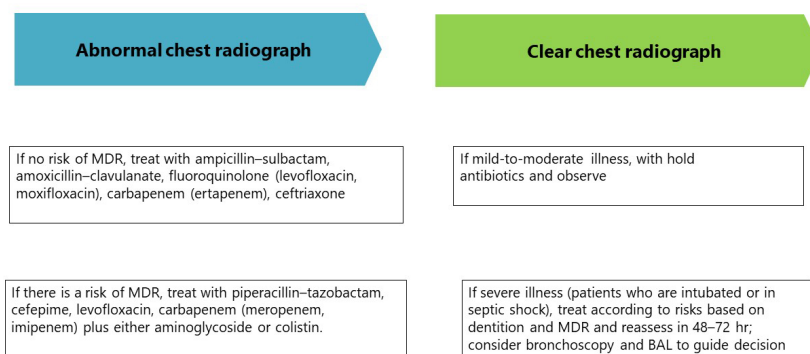 Abnormal chest radiograph
Clear chest radiograph
If no risk of MDR, treat with ampicillin–sulbactam,
amoxicillin–clavulanate, fluoroquinolone (levofloxacin,
moxifloxacin), carbapenem (ertapenem), ceftriaxone
If mild-to-moderate illness, with hold
antibiotics and observe
If there is a risk of MDR, treat with piperacillin–tazobactam,
cefepime, levofloxacin, carbapenem (meropenem,
imipenem) plus either aminoglycoside or colistin.
If severe illness (patients who are intubated or in
septic shock), treat according to risks based on
dentition and MDR and reassess in 48–72 hr;
consider bronchoscopy and BAL to guide decision